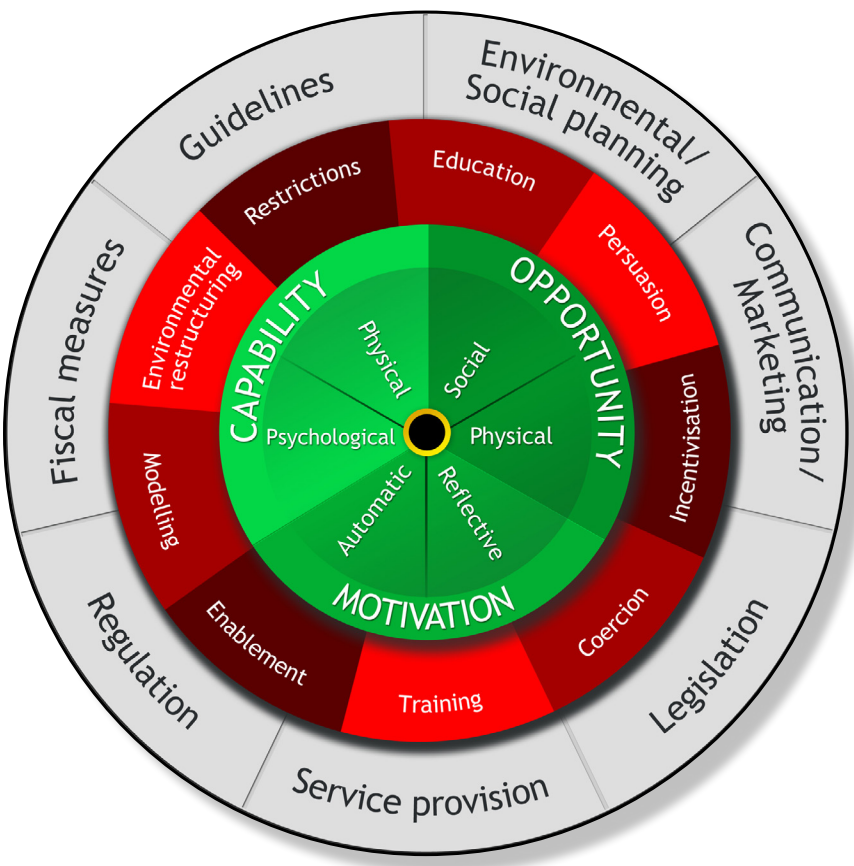 Guidelines
Environmental/
Social planning
Communication/
Marketing
Legislation
Service provision
Regulation
Fiscal measures
Restrictions
Education
Persuasion
Incentivisation
Coercion
Training
Enablement
Modelling
Environmental
restructuring
CAPABILITY
OPPORTUNITY
MOTIVATION
Physical
Social
Psychological
Physical
Automatic
Reflective